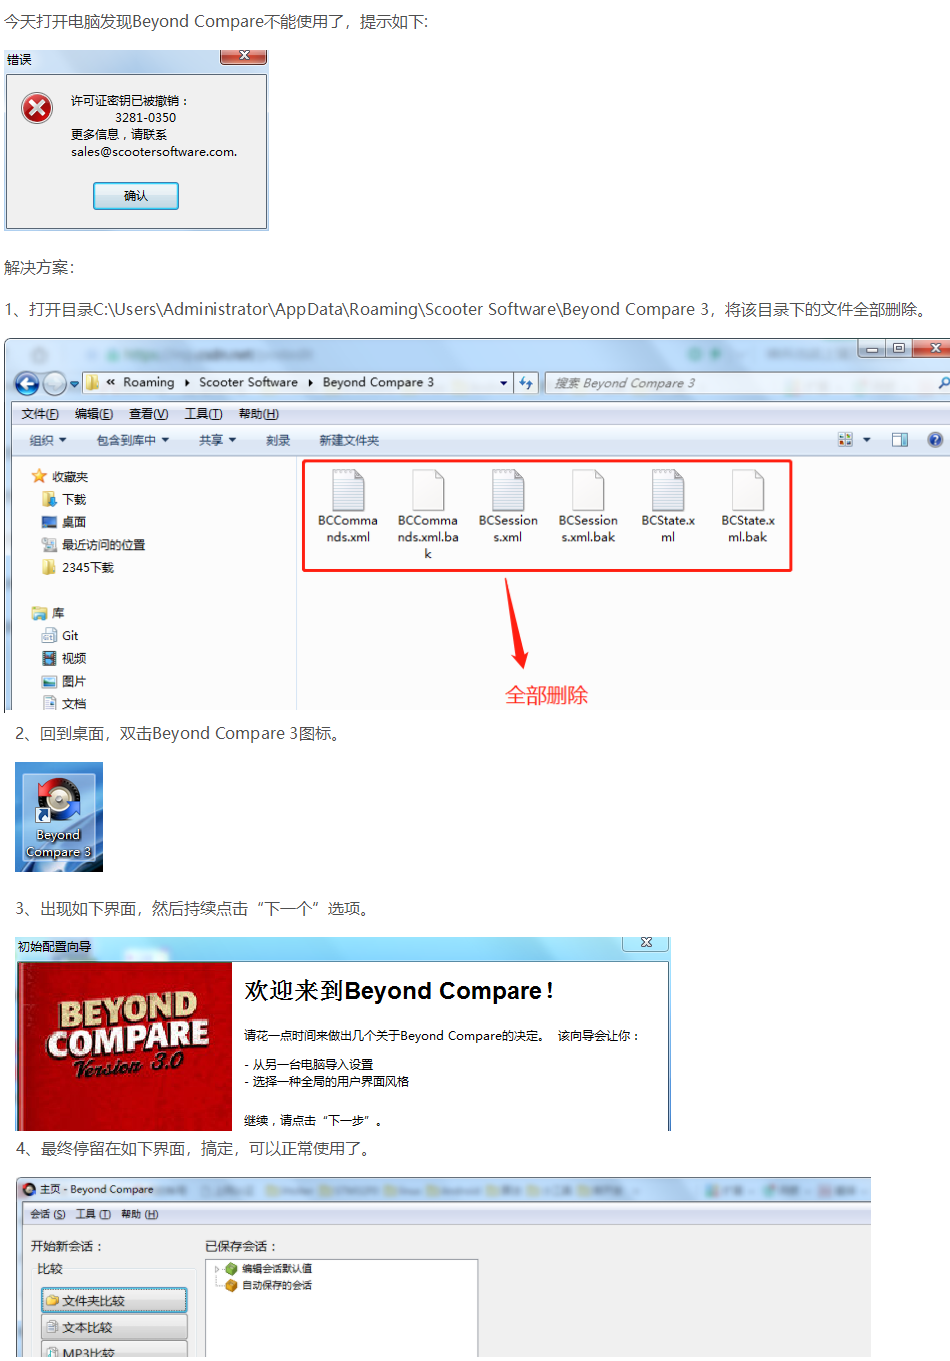 今天打开电脑发现Beyond Compare不能使用了，提示如下:
错误
许可证密钥已被撤销：
3281-0350
更多信息，请联系
sales@scootersoftware.com.
确认
解决方案：
1、打开目录C:\Users\Administrator\AppData\Roaming\Scooter Software\Beyond Compare 3，将该目录下的文件全部删除。
« Roaming Scooter Software Beyond Compare 3
搜索 Beyond Compare 3
文件(F) 编辑(E) 查看(V) 工具(T) 帮助(H)
组织 包含到库中 共享 刻录 新建文件夹
收藏夹
下载
桌面
最近访问的位置
2345下载
库
Git
视频
图片
文档
BCComma
nds.xml
BCComma
nds.xml.ba
k
BCSession
s.xml
BCSession
s.xml.bak
BCState.x
ml
BCState.x
ml.bak
全部删除
2、回到桌面，双击Beyond Compare 3图标。
Beyond
Compare 3
3、出现如下界面，然后持续点击“下一个”选项。
初始配置向导
BEYOND
COMPARE
Version 3.0
欢迎来到Beyond Compare！
请花一点时间来做出几个关于Beyond Compare的决定。 该向导会让你：
- 从另一台电脑导入设置
- 选择一种全局的用户界面风格
继续，请点击“下一步”。
4、最终停留在如下界面，搞定，可以正常使用了。
主页 - Beyond Compare
会话 (S) 工具 (T) 帮助 (H)
开始新会话：
比较
文件夹比较
文本比较
MP3比较
已保存会话：
编辑会话默认值
自动保存的会话